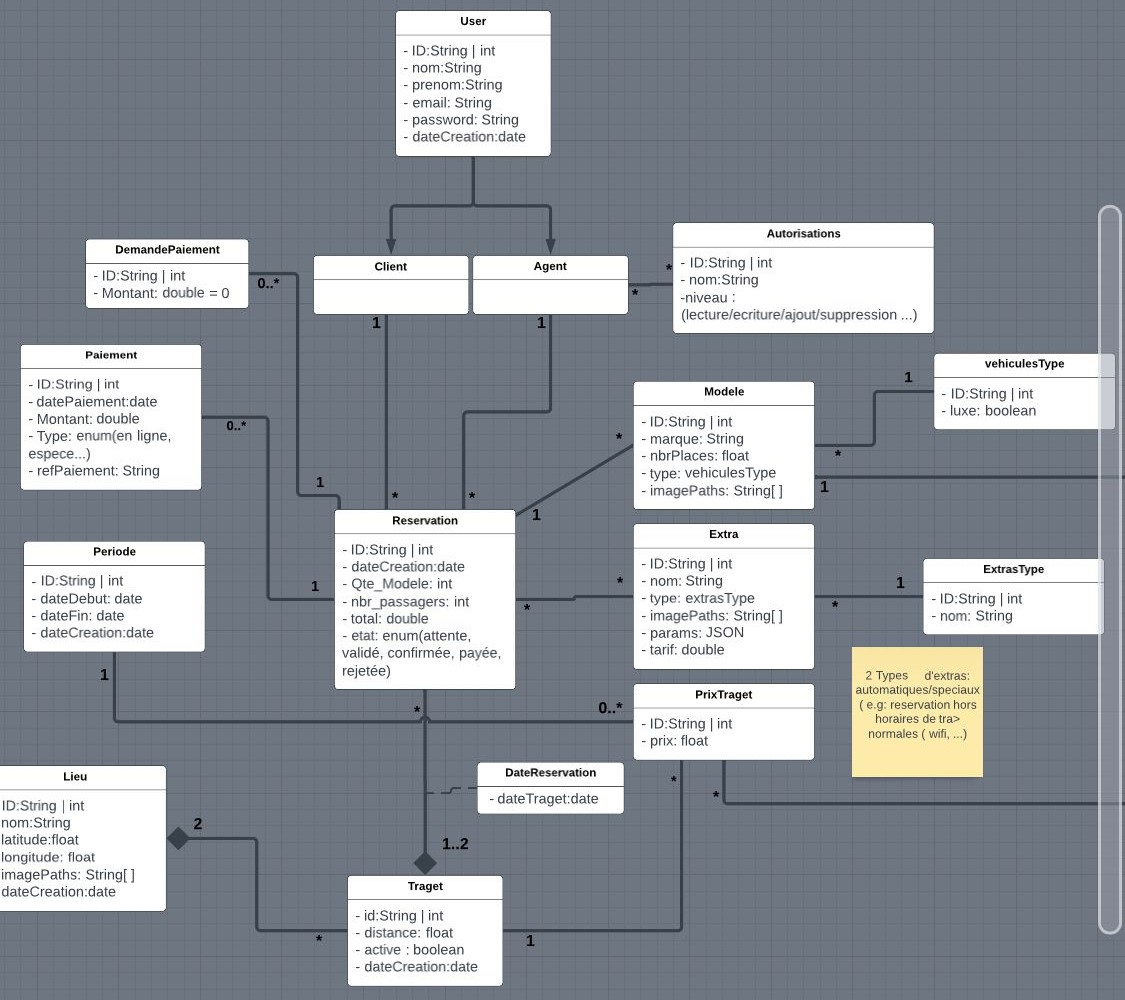 User
- ID:String | int
- nom:String
- prenom:String
- email: String
- password: String
- dateCreation:date
DemandePaiement
- ID:String | int
- Montant: double = 0
0..*
Client
1
Agent
1
*
*
Autorisations
- ID:String | int
- nom:String
-niveau :
(lecture/ecriture/ajout/suppression ...)
Paiement
- ID:String | int
- datePaiement:date
- Montant: double
- Type: enum(en ligne,
espece...)
- refPaiement: String
0..*
1
*
*
*
1
Modele
- ID:String | int
- marque: String
- nbrPlaces: float
- type: vehiculesType
- imagePaths: String[ ]
*
1
1
vehiculesType
- ID:String | int
- luxe: boolean
Reservation
- ID:String | int
- dateCreation:date
- Qte_Modele: int
- nbr_passagers: int
- total: double
- etat: enum(attente,
validé, confirmée, payée,
rejetée)
1
*
*
Extra
- ID:String | int
- nom: String
- type: extrasType
- imagePaths: String[ ]
- params: JSON
- tarif: double
*
1
ExtrasType
- ID:String | int
- nom: String
Periode
- ID:String | int
- dateDebut: date
- dateFin: date
- dateCreation:date
1
2 Types d'extras:
automatiques/speciaux
( e.g: reservation hors
horaires de tra>
normales ( wifi, ...)
*
0..*
PrixTraget
- ID:String | int
- prix: float
*
*
DateReservation
- dateTraget:date
Lieu
ID:String | int
nom:String
latitude:float
longitude: float
imagePaths: String[ ]
dateCreation:date
2
*
1..2
Traget
- id:String | int
- distance: float
- active : boolean
- dateCreation:date
1